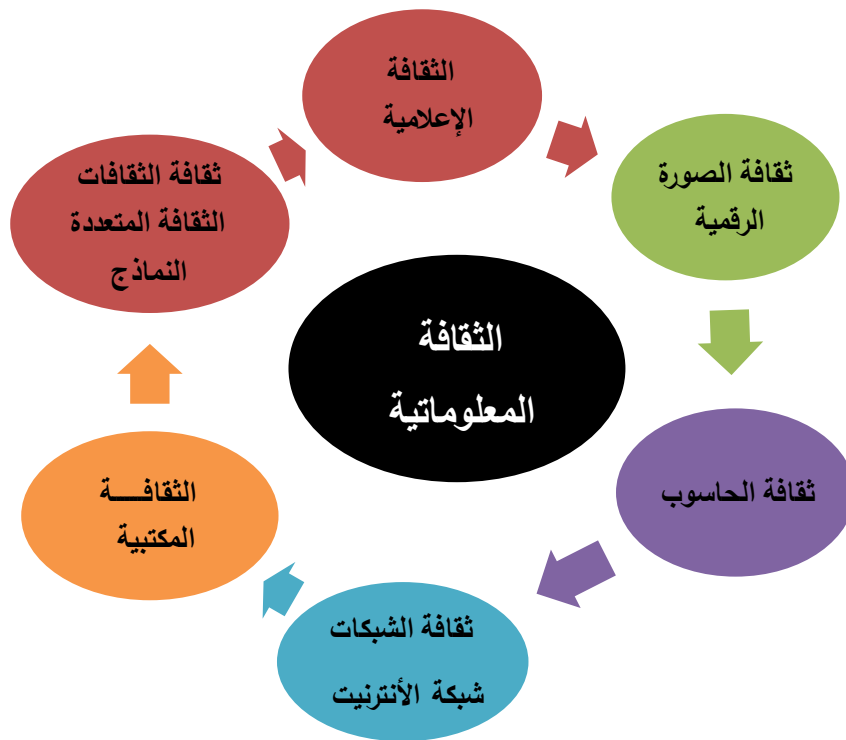 الثقافة
الإعلامية
ثقافة الصورة
الرقمية
ثقافة الثقافات
الثقافة المتعددة
النماذج
الثقافة
المعلوماتية
ثقافة الحاسوب
الثقافــــة
المكتبية
ثقافة الشبكات
شبكة الأنترنيت